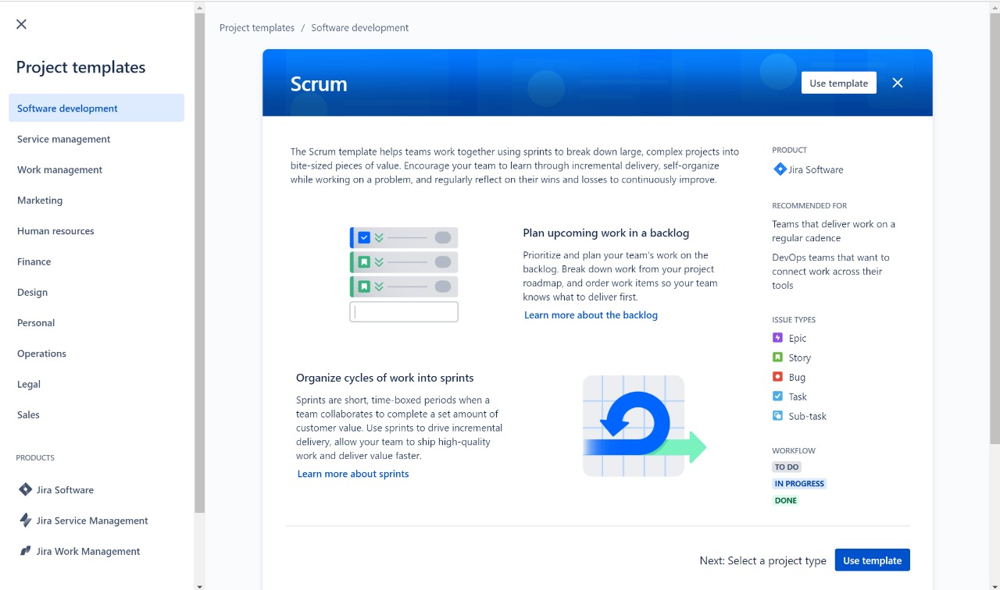 Project templates
Software development
Service management
Work management
Marketing
Human resources
Finance
Design
Personal
Operations
Legal
Sales
PRODUCTS
Jira Software
Jira Service Management
Jira Work Management
Project templates / Software development
Scrum
Use template
The Scrum template helps teams work together using sprints to break down large, complex projects into
bite-sized pieces of value. Encourage your team to learn through incremental delivery, self-organize
while working on a problem, and regularly reflect on their wins and losses to continuously improve.
Plan upcoming work in a backlog
Prioritize and plan your team's work on the
backlog. Break down work from your project
roadmap, and order work items so your team
knows what to deliver first.
Learn more about the backlog
Organize cycles of work into sprints
Sprints are short, time-boxed periods when a
team collaborates to complete a set amount of
customer value. Use sprints to drive incremental
delivery, allow your team to ship high-quality
work and deliver value faster.
Learn more about sprints
PRODUCT
Jira Software
RECOMMENDED FOR
Teams that deliver work on a
regular cadence
DevOps teams that want to
connect work across their
tools
ISSUE TYPES
Epic
Story
Bug
Task
Sub-task
WORKFLOW
TO DO
IN PROGRESS
DONE
Next: Select a project type
Use template